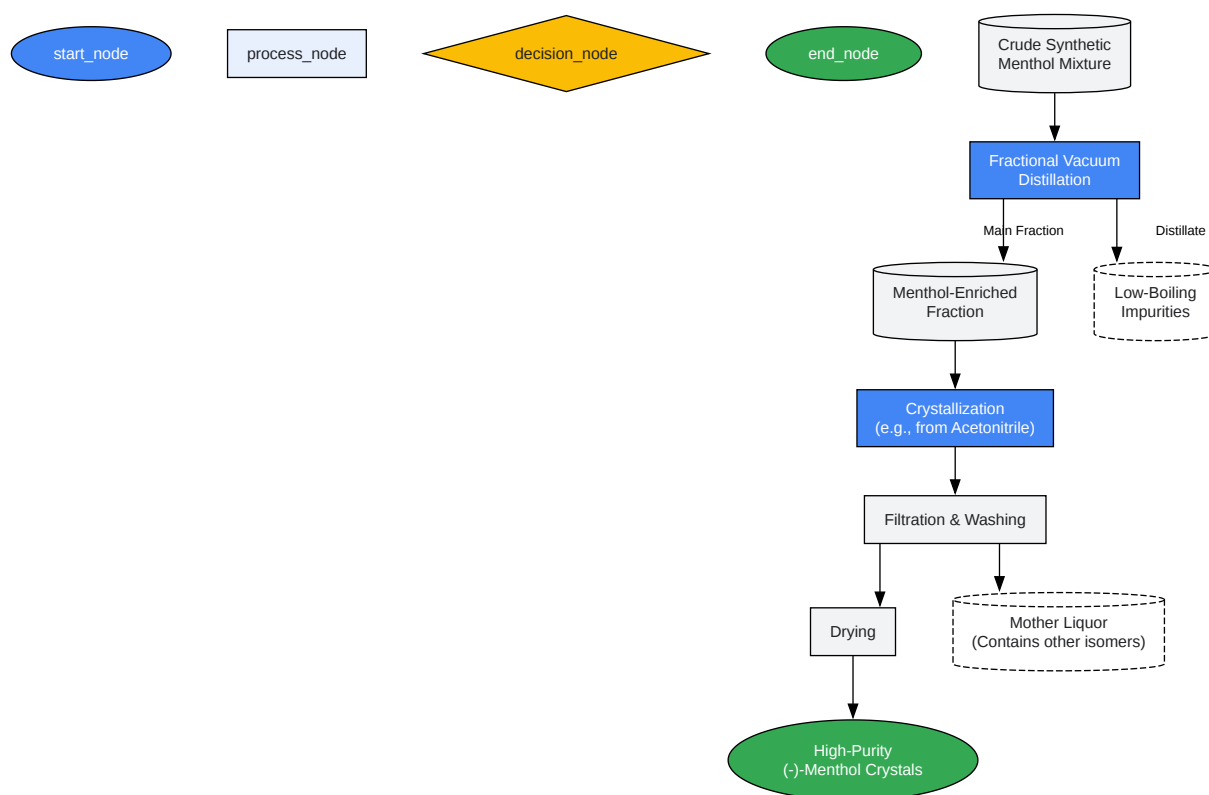 start_node
process_node
decision_node
end_node
Crude Synthetic
Menthol Mixture
Fractional Vacuum
Distillation
Main Fraction
Distillate
Menthol-Enriched
Fraction
Low-Boiling
Impurities
Crystallization
(e.g., from Acetonitrile)
Filtration & Washing
Drying
Mother Liquor
(Contains other isomers)
High-Purity
(-)-Menthol Crystals